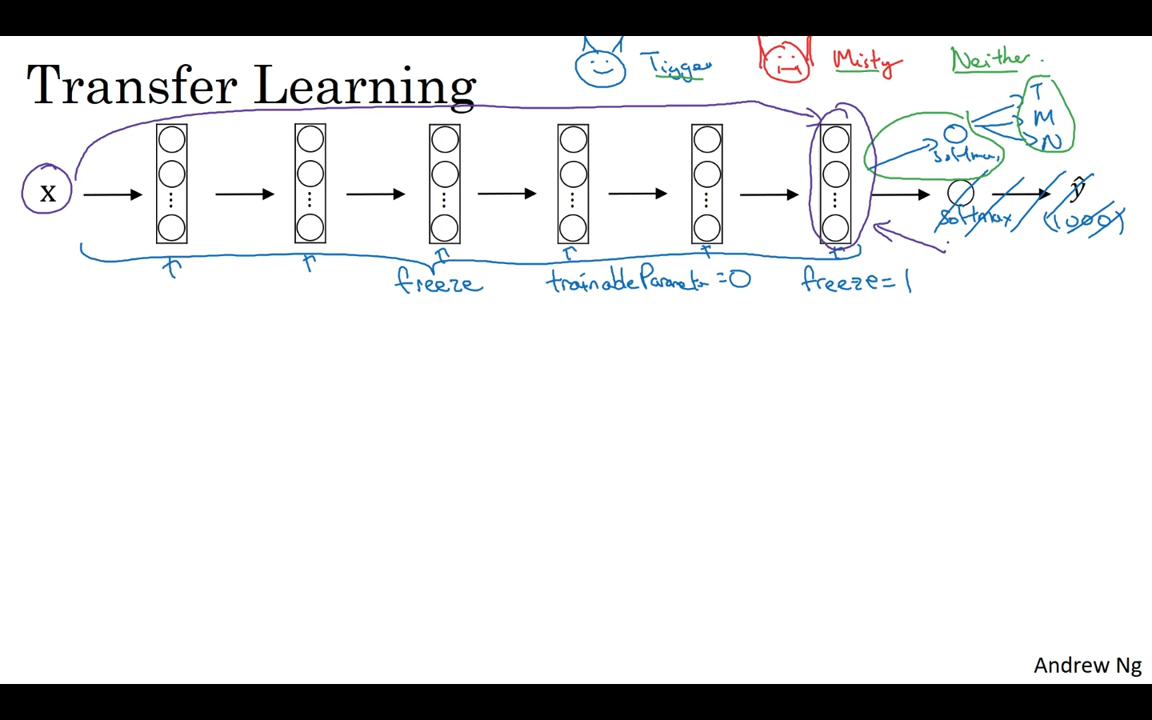 Tigger Misty Neither.
Transfer Learning
T
M
N
softmax
x
ŷ
softmax (1000)
freeze trainableParameter = 0 freeze = 1
Andrew Ng